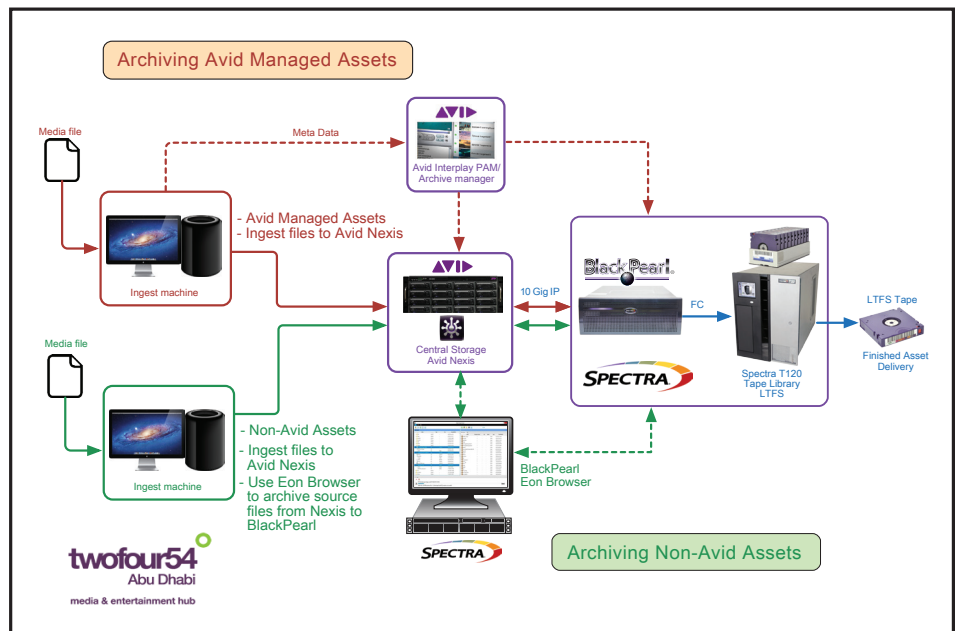 Archiving Avid Managed Assets
Media file
Meta Data
AVID
Avid Interplay PAM/
Archive manager
- Avid Managed Assets
- Ingest files to Avid Nexis
Ingest machine
AVID
Central Storage
Avid Nexis
10 Gig IP
BlackPearl.
FC
SPECTRA
Spectra T120
Tape Library
LTFS
LTFS Tape
Finished Asset
Delivery
Media file
Ingest machine
- Non-Avid Assets
- Ingest files to
Avid Nexis
- Use Eon Browser
to archive source
files from Nexis to
BlackPearl
BlackPearl
Eon Browser
SPECTRA
Archiving Non-Avid Assets
twofour54
Abu Dhabi
media & entertainment hub